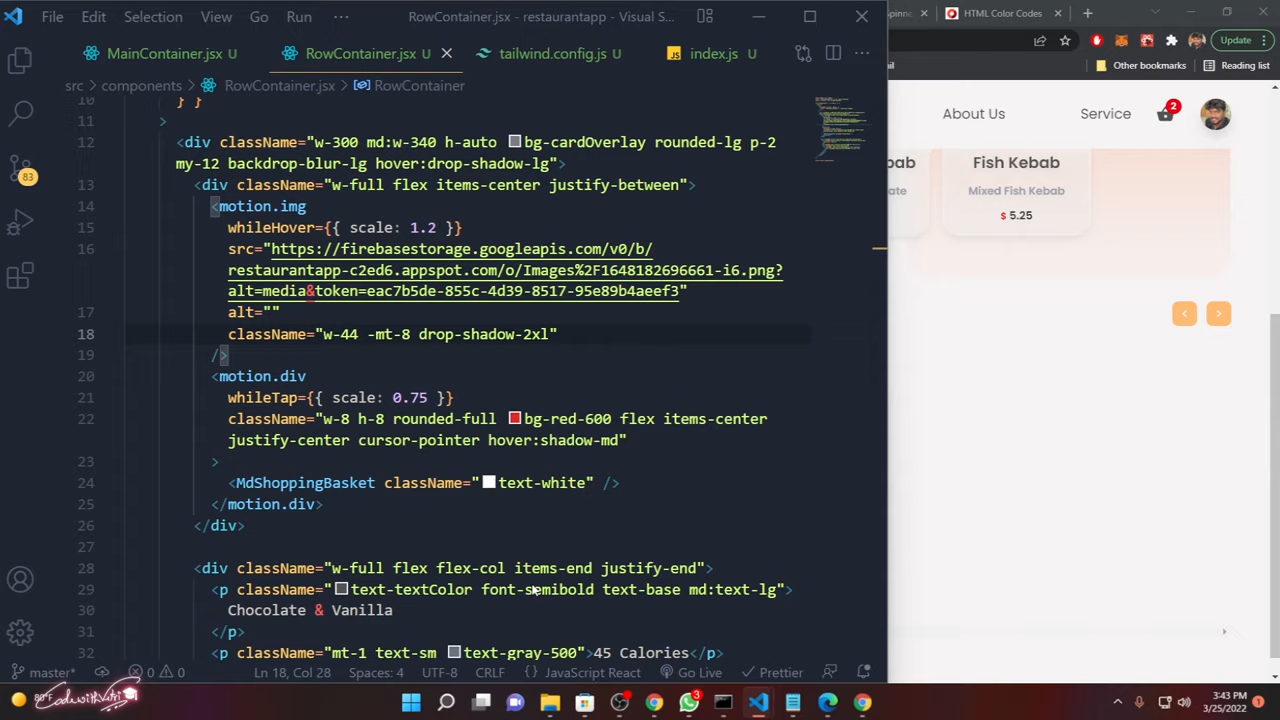 Edit Selection View Go Run ··· RowContainer.jsx - restaurantapp - Visual S...
MainContainer.jsx U
RowContainer.jsx U
tailwind.config.js U
JS index.js U
src > components > RowContainer.jsx > RowContainer
10 } }
11 >
12 <div className="w-300 md:w-340 h-auto bg-cardOverlay rounded-lg p-2
my-12 backdrop-blur-lg hover:drop-shadow-lg">
13 <div className="w-full flex items-center justify-between">
14 <motion.img
15 whileHover={{ scale: 1.2 }}
16 src="https://firebasestorage.googleapis.com/v0/b/
restaurantapp-c2ed6.appspot.com/o/Images%2F1648182696661-i6.png?
alt=media&token=eac7b5de-855c-4d39-8517-95e89b4aeef3"
17 alt=""
18 className="w-44 -mt-8 drop-shadow-2xl"
19 />
20 <motion.div
21 whileTap={{ scale: 0.75 }}
22 className="w-8 h-8 rounded-full bg-red-600 flex items-center
justify-center cursor-pointer hover:shadow-md"
23 >
24 <MdShoppingBasket className="text-white" />
25 </motion.div>
26 </div>
27
28 <div className="w-full flex flex-col items-end justify-end">
29 <p className="text-textColor font-semibold text-base md:text-lg">
30 Chocolate & Vanilla
31 </p>
32 <p className="mt-1 text-sm text-gray-500">45 Calories</p>
83
master* 0 0 Ln 18, Col 28 Spaces: 4 UTF-8 CRLF {} JavaScript React Go Live Prettier
HTML Color Codes
Update
Other bookmarks Reading list
About Us Service 2
Fish Kebab
Mixed Fish Kebab
$ 5.25
80°F
CodewithVetri
3
3:43 PM
3/25/2022
1